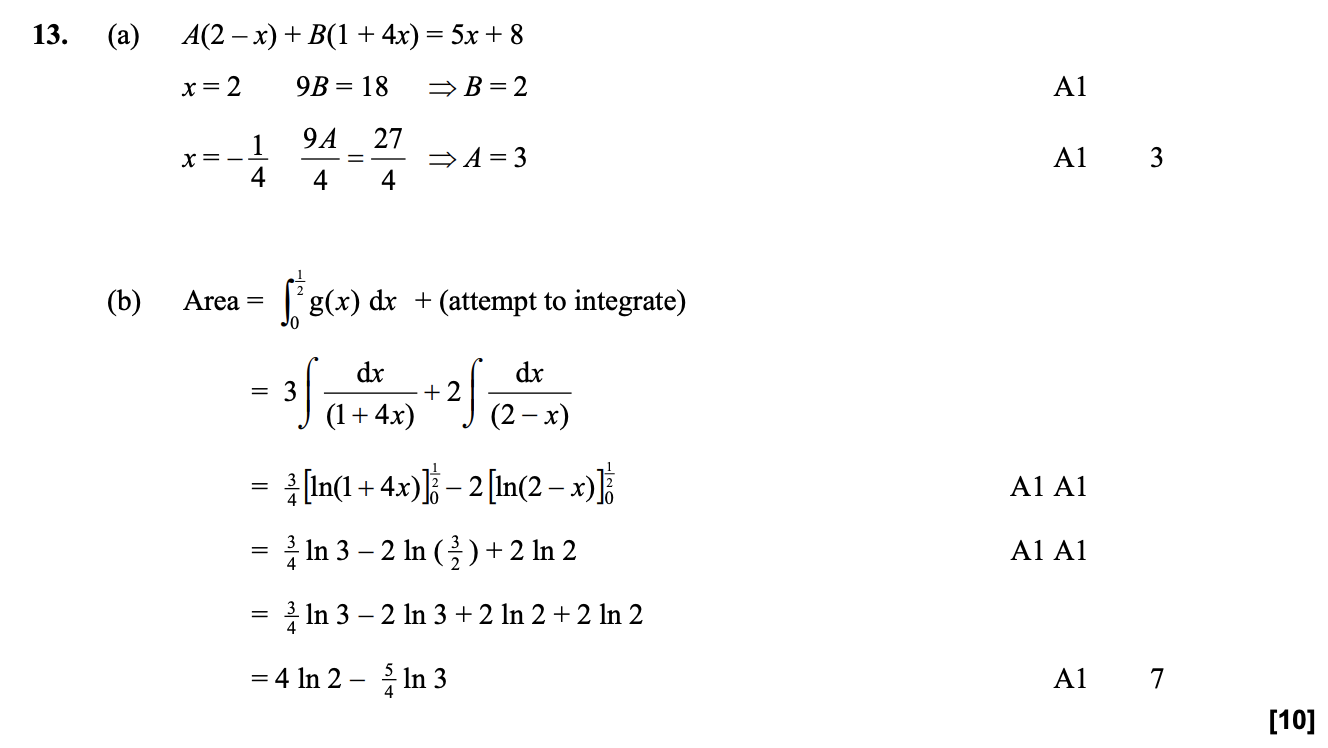 13. (a) A(2 – x) + B(1 + 4x) = 5x + 8
x = 2 9B = 18 ⇒ B = 2 A1
x = –1/4 9A/4 = 27/4 ⇒ A = 3 A1 3
(b) Area = ∫₀^{1/2} g(x) dx + (attempt to integrate)
= 3∫ dx/(1 + 4x) + 2∫ dx/(2 – x)
= 3/4 [ln(1 + 4x)]₀^{1/2} – 2 [ln(2 – x)]₀^{1/2} A1 A1
= 3/4 ln 3 – 2 ln (3/2) + 2 ln 2 A1 A1
= 3/4 ln 3 – 2 ln 3 + 2 ln 2 + 2 ln 2
= 4 ln 2 – 5/4 ln 3 A1 7
[10]